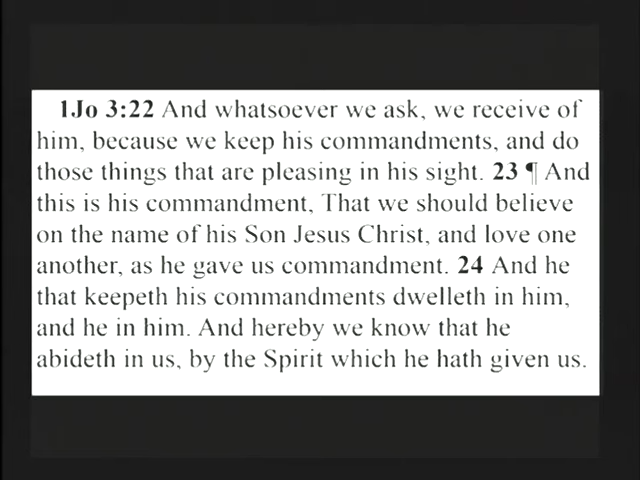 1Jo 3:22 And whatsoever we ask, we receive of
him, because we keep his commandments, and do
those things that are pleasing in his sight. 23 ¶ And
this is his commandment, That we should believe
on the name of his Son Jesus Christ, and love one
another, as he gave us commandment. 24 And he
that keepeth his commandments dwelleth in him,
and he in him. And hereby we know that he
abideth in us, by the Spirit which he hath given us.